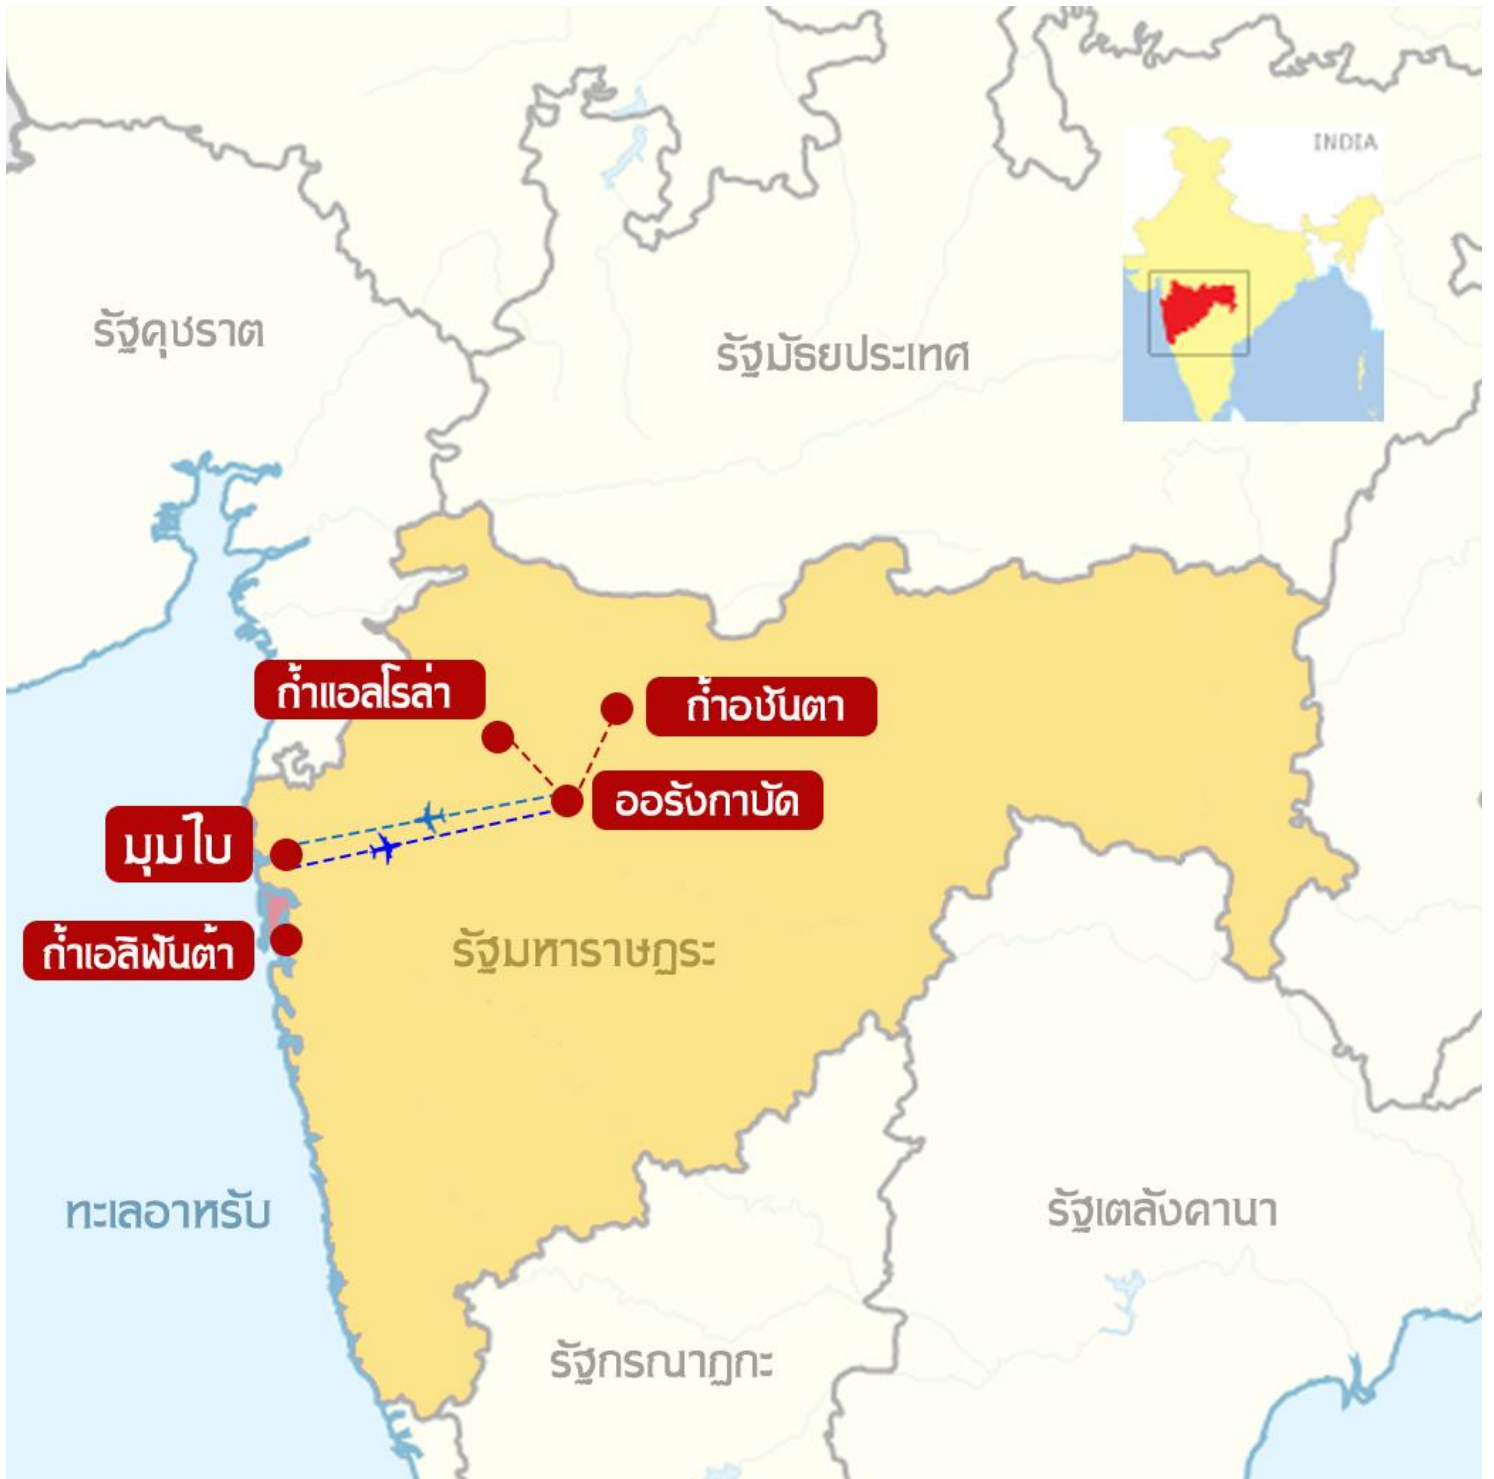 INDIA
รัฐคุชราต
รัฐมัธยประเทศ
ถ้ำแอลโรล่า
ถ้ำอชันตา
ออรังกาบัด
มุมไบ
ถ้ำเอลิฟันต้า
รัฐมหาราษฎระ
ทะเลอาหรับ
รัฐเตลังคานา
รัฐกรณาฏกะ